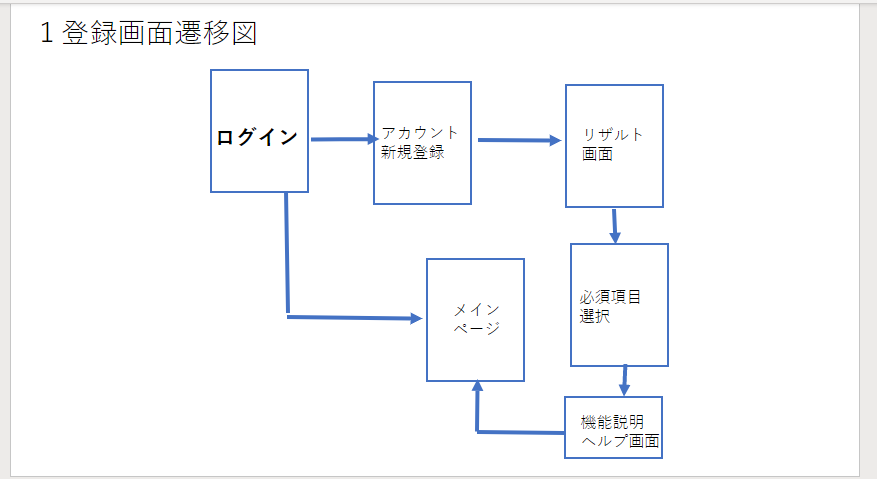 １登録画面遷移図
ログイン
アカウント
新規登録
リザルト
画面
メイン
ページ
必須項目
選択
機能説明
ヘルプ画面